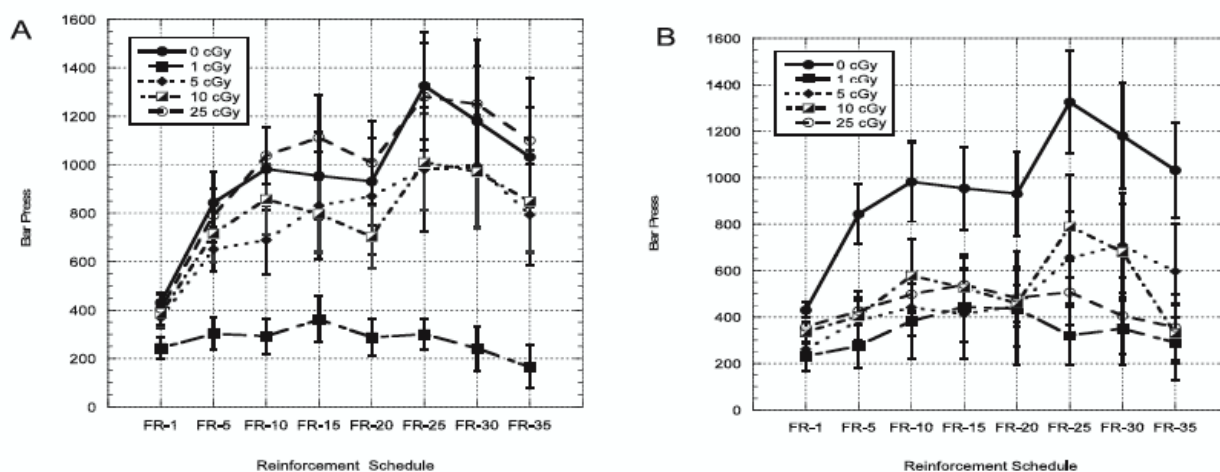 A
1600
1400
1200
1000
800
600
400
200
0
Bar Press
0 cGy
1 cGy
5 cGy
10 cGy
25 cGy
FR-1 FR-5 FR-10 FR-15 FR-20 FR-25 FR-30 FR-35
Reinforcement Schedule
B
1600
1400
1200
1000
800
600
400
200
0
Bar Press
0 cGy
1 cGy
5 cGy
10 cGy
25 cGy
FR-1 FR-5 FR-10 FR-15 FR-20 FR-25 FR-30 FR-35
Reinforcement Schedule